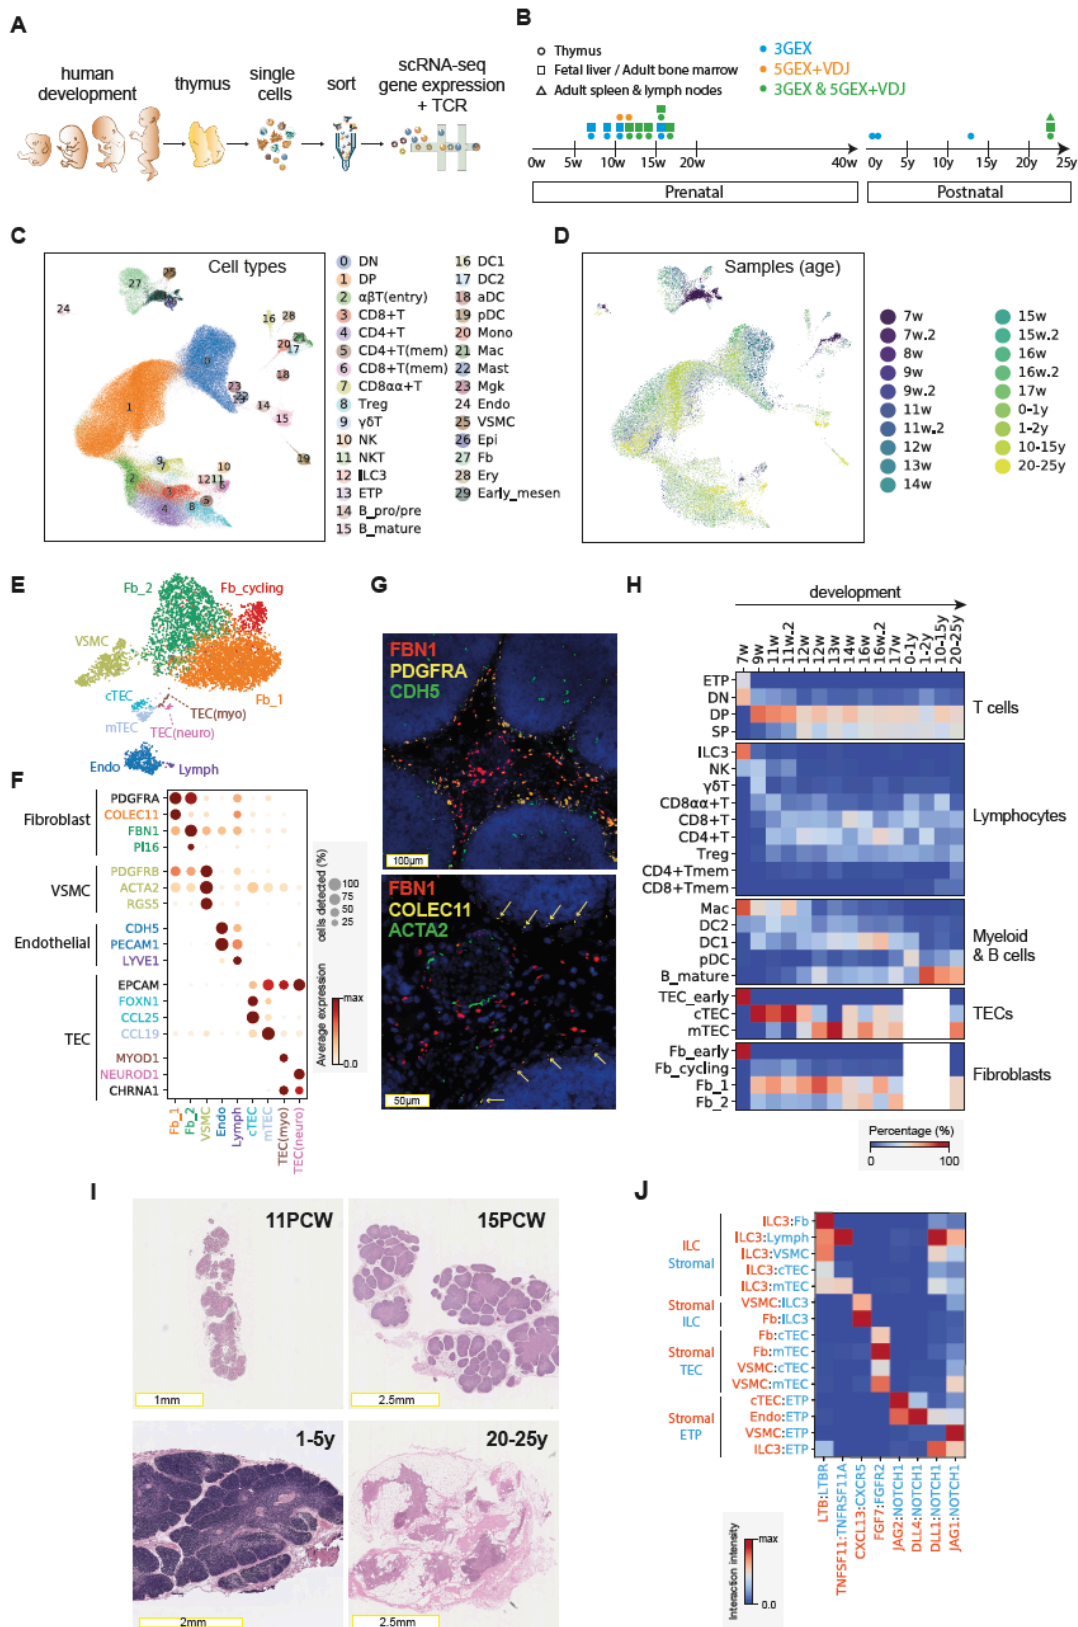 A
human
development
thymus
single
cells
sort
scRNA-seq
gene expression
+ TCR
B
Thymus
Fetal liver / Adult bone marrow
Adult spleen & lymph nodes
3GEX
5GEX+VDJ
3GEX & 5GEX+VDJ
0w 5w 10w 15w 20w 40w
0y 5y 10y 15y 20y 25y
Prenatal
Postnatal
C
Cell types
0 DN
1 DP
2 αβT(entry)
3 CD8+T
4 CD4+T
5 CD4+T(mem)
6 CD8+T(mem)
7 CD8αα+T
8 Treg
9 γδT
10 NK
11 NKT
12 ILC3
13 ETP
14 B_pro/pre
15 B_mature
16 DC1
17 DC2
18 aDC
19 pDC
20 Mono
21 Mac
22 Mast
23 Mgk
24 Endo
25 VSMC
26 Epi
27 Fb
28 Ery
29 Early_mesen
D
Samples (age)
7w
7w.2
8w
9w
9w.2
11w
11w.2
12w
13w
14w
15w
15w.2
16w
16w.2
17w
0-1y
1-2y
10-15y
20-25y
E
Fb_2
Fb_cycling
VSMC
Fb_1
cTEC
mTEC
TEC(myo)
TEC(neuro)
Endo
Lymph
F
Fibroblast
PDGFRA
COLEC11
FBN1
PI16
VSMC
PDGFRB
ACTA2
RGS5
Endothelial
CDH5
PECAM1
LYVE1
TEC
EPCAM
FOXN1
CCL25
CCL19
MYOD1
NEUROD1
CHRNA1
Fb_1
Fb_2
VSMC
Endo
Lymph
cTEC
mTEC
TEC(myo)
TEC(neuro)
cells detected (%)
100
75
50
25
Average expression
max
0.0
G
FBN1
PDGFRA
CDH5
100μm
FBN1
COLEC11
ACTA2
50μm
H
development
7w
9w
11w
11w.2
12w
12w
13w
14w
16w
16w.2
17w
0-1y
1-2y
10-15y
20-25y
ETP
DN
DP
SP
T cells
ILC3
NK
γδT
CD8αα+T
CD8+T
CD4+T
Treg
CD4+Tmem
CD8+Tmem
Lymphocytes
Mac
DC2
DC1
pDC
B_mature
Myeloid
& B cells
TEC_early
cTEC
mTEC
TECs
Fb_early
Fb_cycling
Fb_1
Fb_2
Fibroblasts
Percentage (%)
0 100
I
11PCW
1mm
15PCW
2.5mm
1-5y
2mm
20-25y
2.5mm
J
ILC
Stromal
ILC3:Fb
ILC3:Lymph
ILC3:VSMC
ILC3:cTEC
ILC3:mTEC
Stromal
ILC
VSMC:ILC3
Fb:ILC3
Stromal
TEC
Fb:cTEC
Fb:mTEC
VSMC:cTEC
VSMC:mTEC
Stromal
ETP
cTEC:ETP
Endo:ETP
VSMC:ETP
ILC3:ETP
LTB:LTBR
TNFSF11:TNFRSF11A
CXCL13:CXCR5
FGF7:FGFR2
JAG2:NOTCH1
DLL4:NOTCH1
DLL1:NOTCH1
JAG1:NOTCH1
Interaction intensity
max
0.0